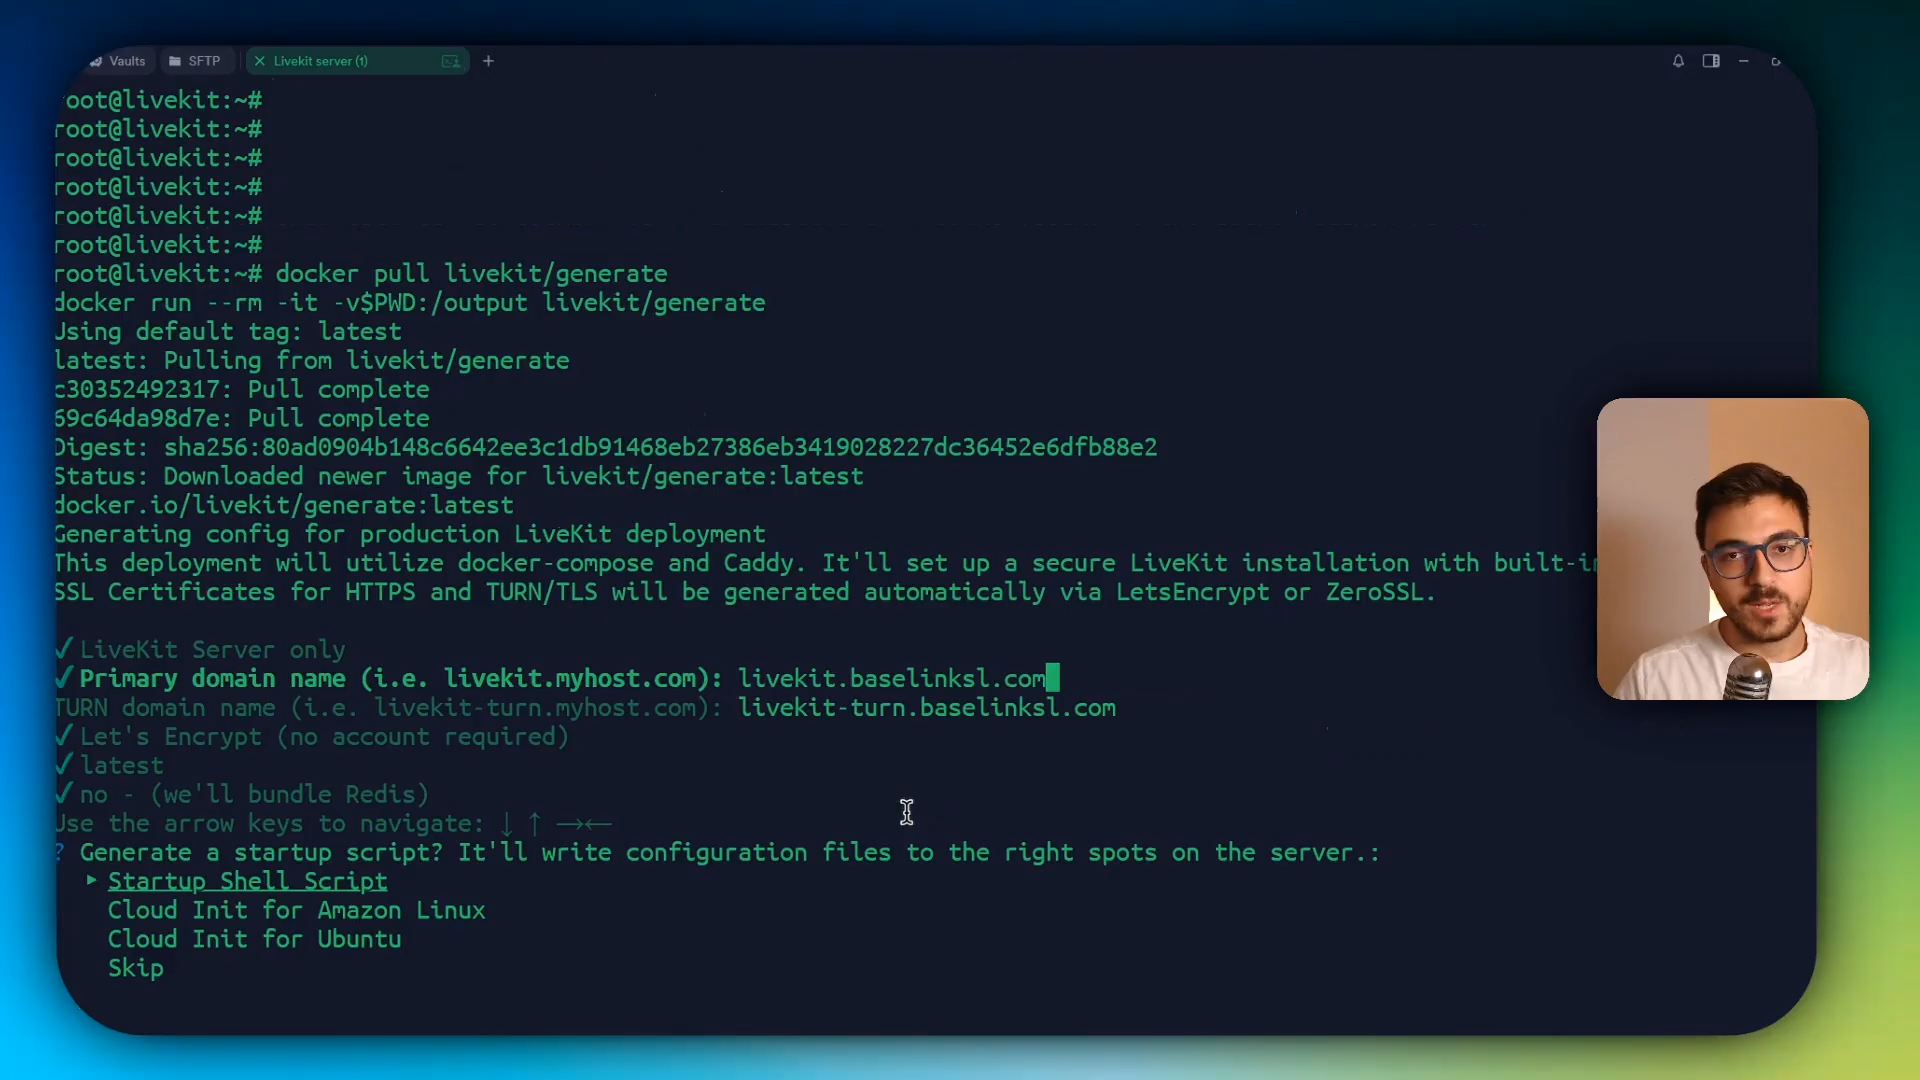 Vaults SFTP Livekit server (1)
oot@livekit:~#
root@livekit:~#
root@livekit:~#
root@livekit:~#
root@livekit:~#
root@livekit:~#
root@livekit:~# docker pull livekit/generate
docker run --rm -it -v$PWD:/output livekit/generate
Using default tag: latest
latest: Pulling from livekit/generate
c30352492317: Pull complete
69c64da98d7e: Pull complete
Digest: sha256:80ad0904b148c6642ee3c1db91468eb27386eb3419028227dc36452e6dfb88e2
Status: Downloaded newer image for livekit/generate:latest
docker.io/livekit/generate:latest
Generating config for production LiveKit deployment
This deployment will utilize docker-compose and Caddy. It'll set up a secure LiveKit installation with built-in
SSL Certificates for HTTPS and TURN/TLS will be generated automatically via LetsEncrypt or ZeroSSL.
✓ LiveKit Server only
✓ Primary domain name (i.e. livekit.myhost.com): livekit.baselinksl.com
TURN domain name (i.e. livekit-turn.myhost.com): livekit-turn.baselinksl.com
✓ Let's Encrypt (no account required)
✓ latest
✓ no - (we'll bundle Redis)
Use the arrow keys to navigate: ↓ ↑ → ←
? Generate a startup script? It'll write configuration files to the right spots on the server.:
▸ Startup Shell Script
Cloud Init for Amazon Linux
Cloud Init for Ubuntu
Skip